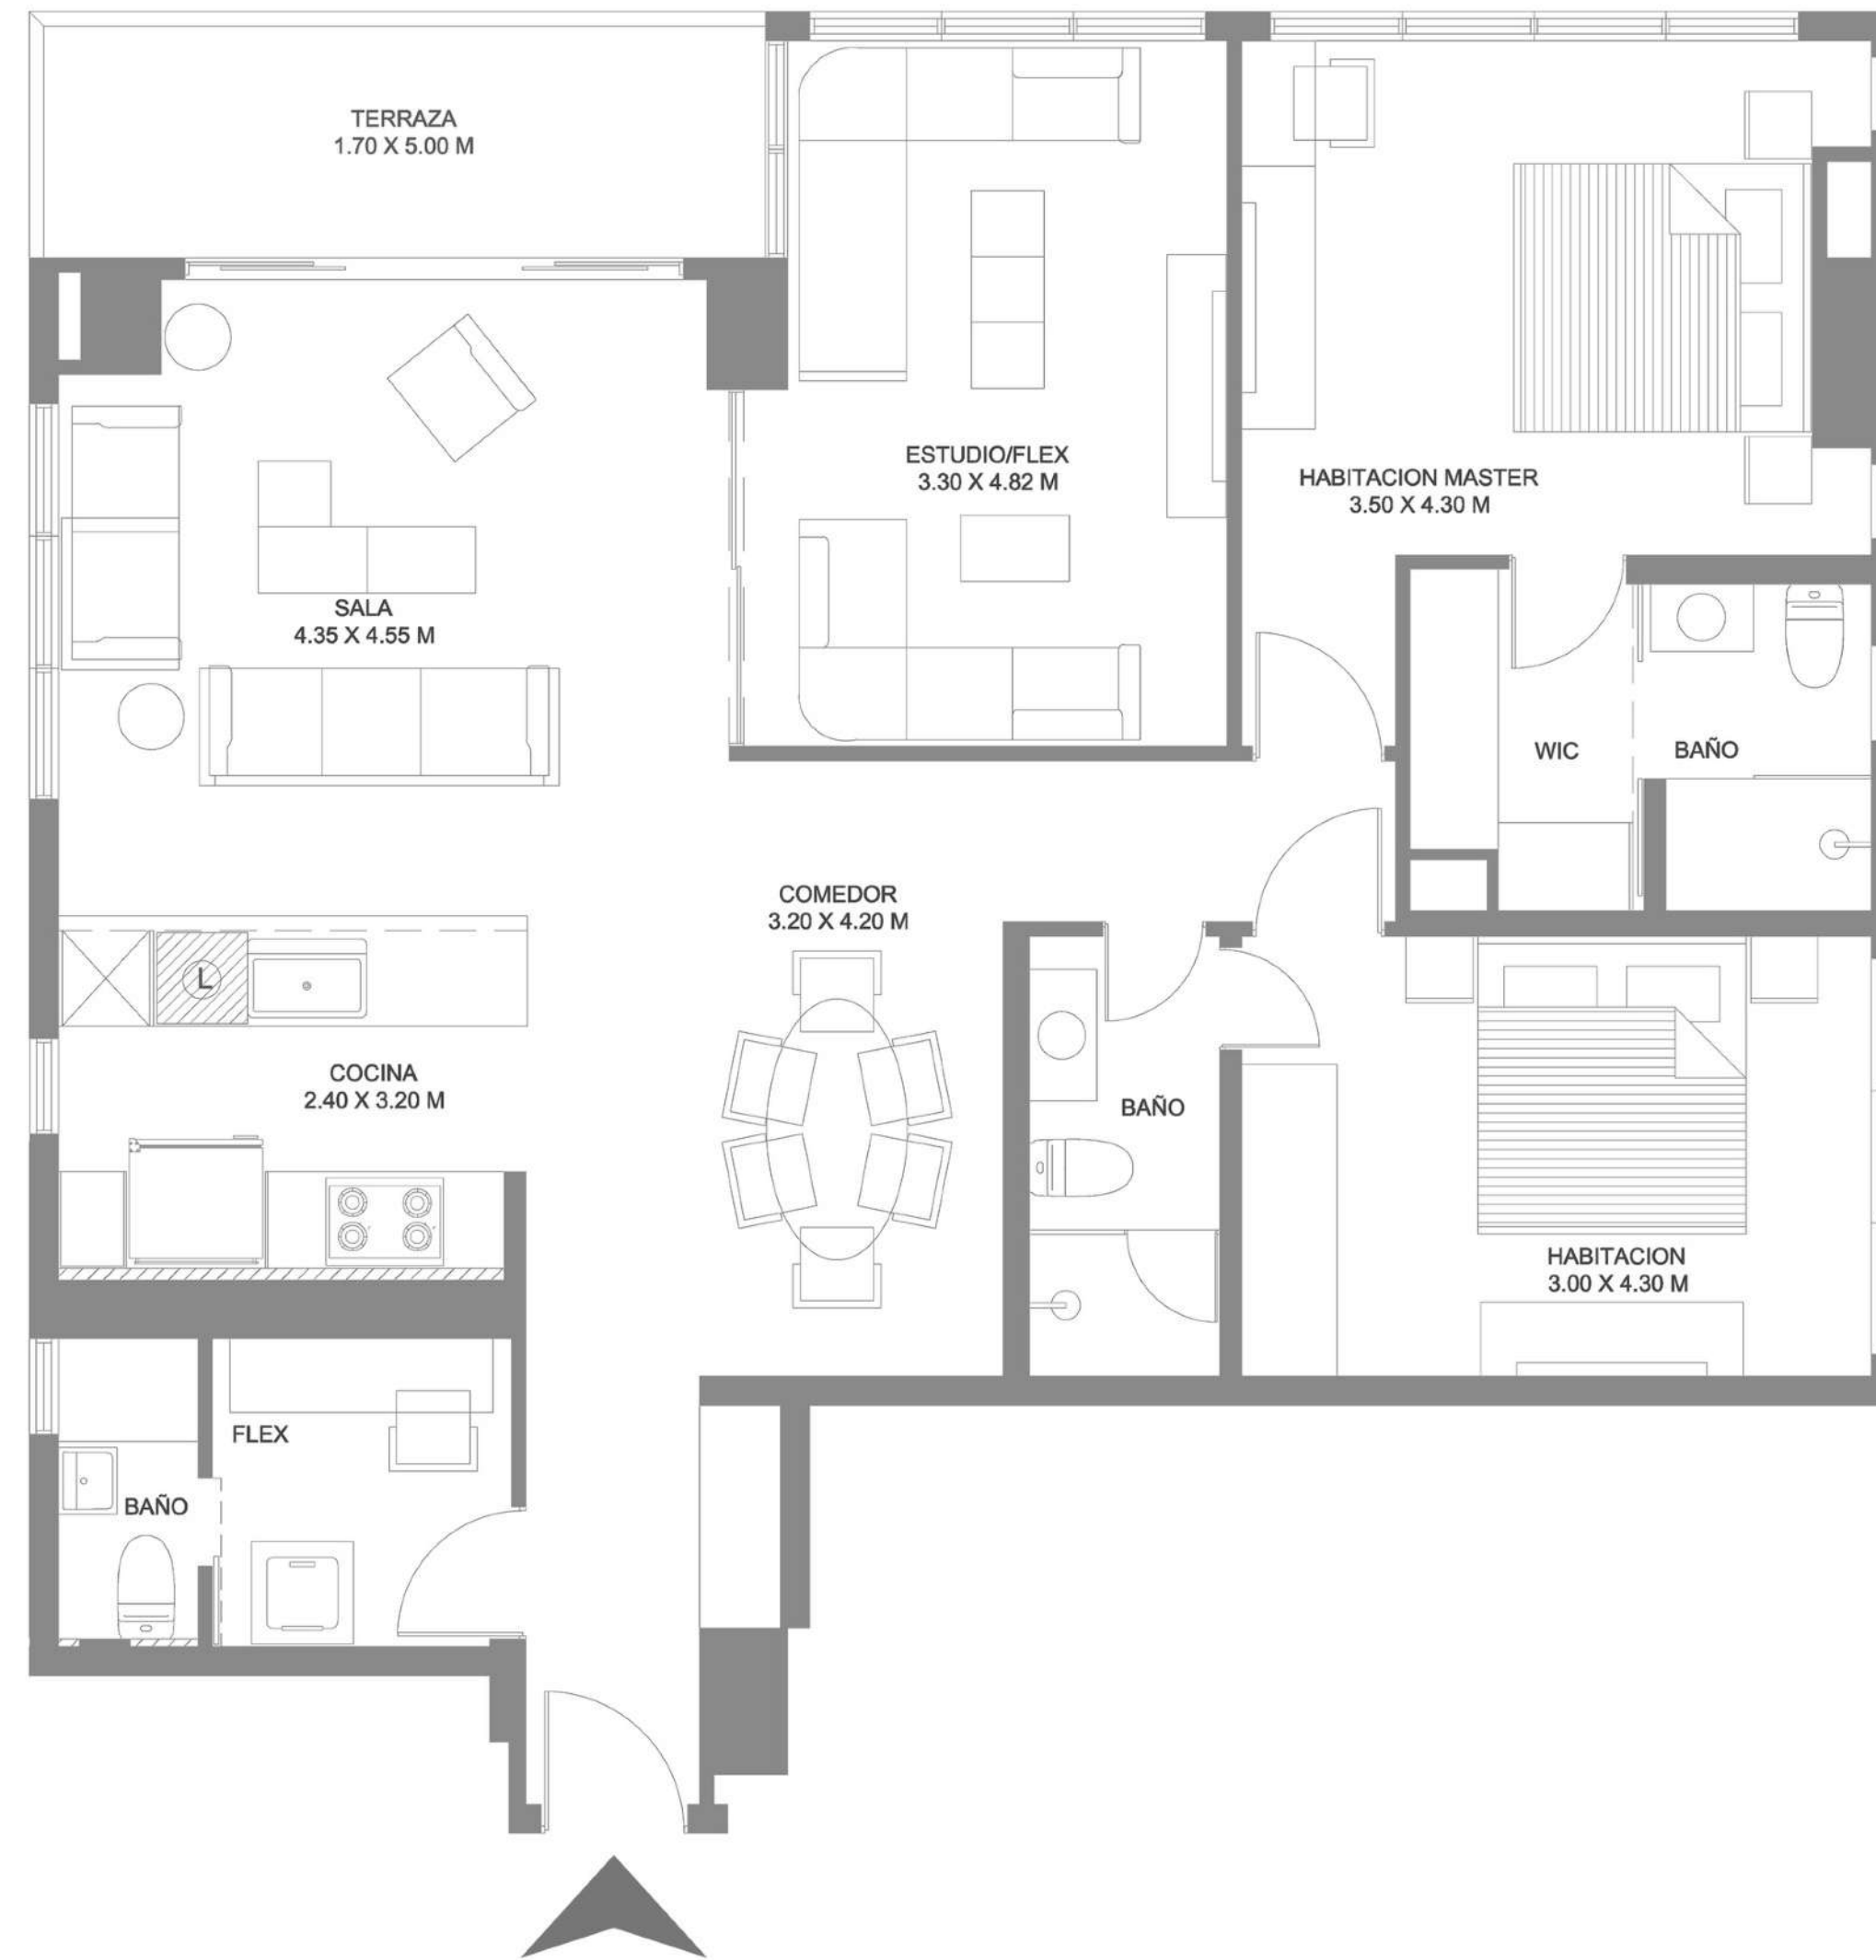 TERRAZA
1.70 X 5.00 M
ESTUDIO/FLEX
3.30 X 4.82 M
HABITACION MASTER
3.50 X 4.30 M
SALA
4.35 X 4.55 M
WIC
BAÑO
COMEDOR
3.20 X 4.20 M
L
COCINA
2.40 X 3.20 M
BAÑO
HABITACION
3.00 X 4.30 M
FLEX
BAÑO